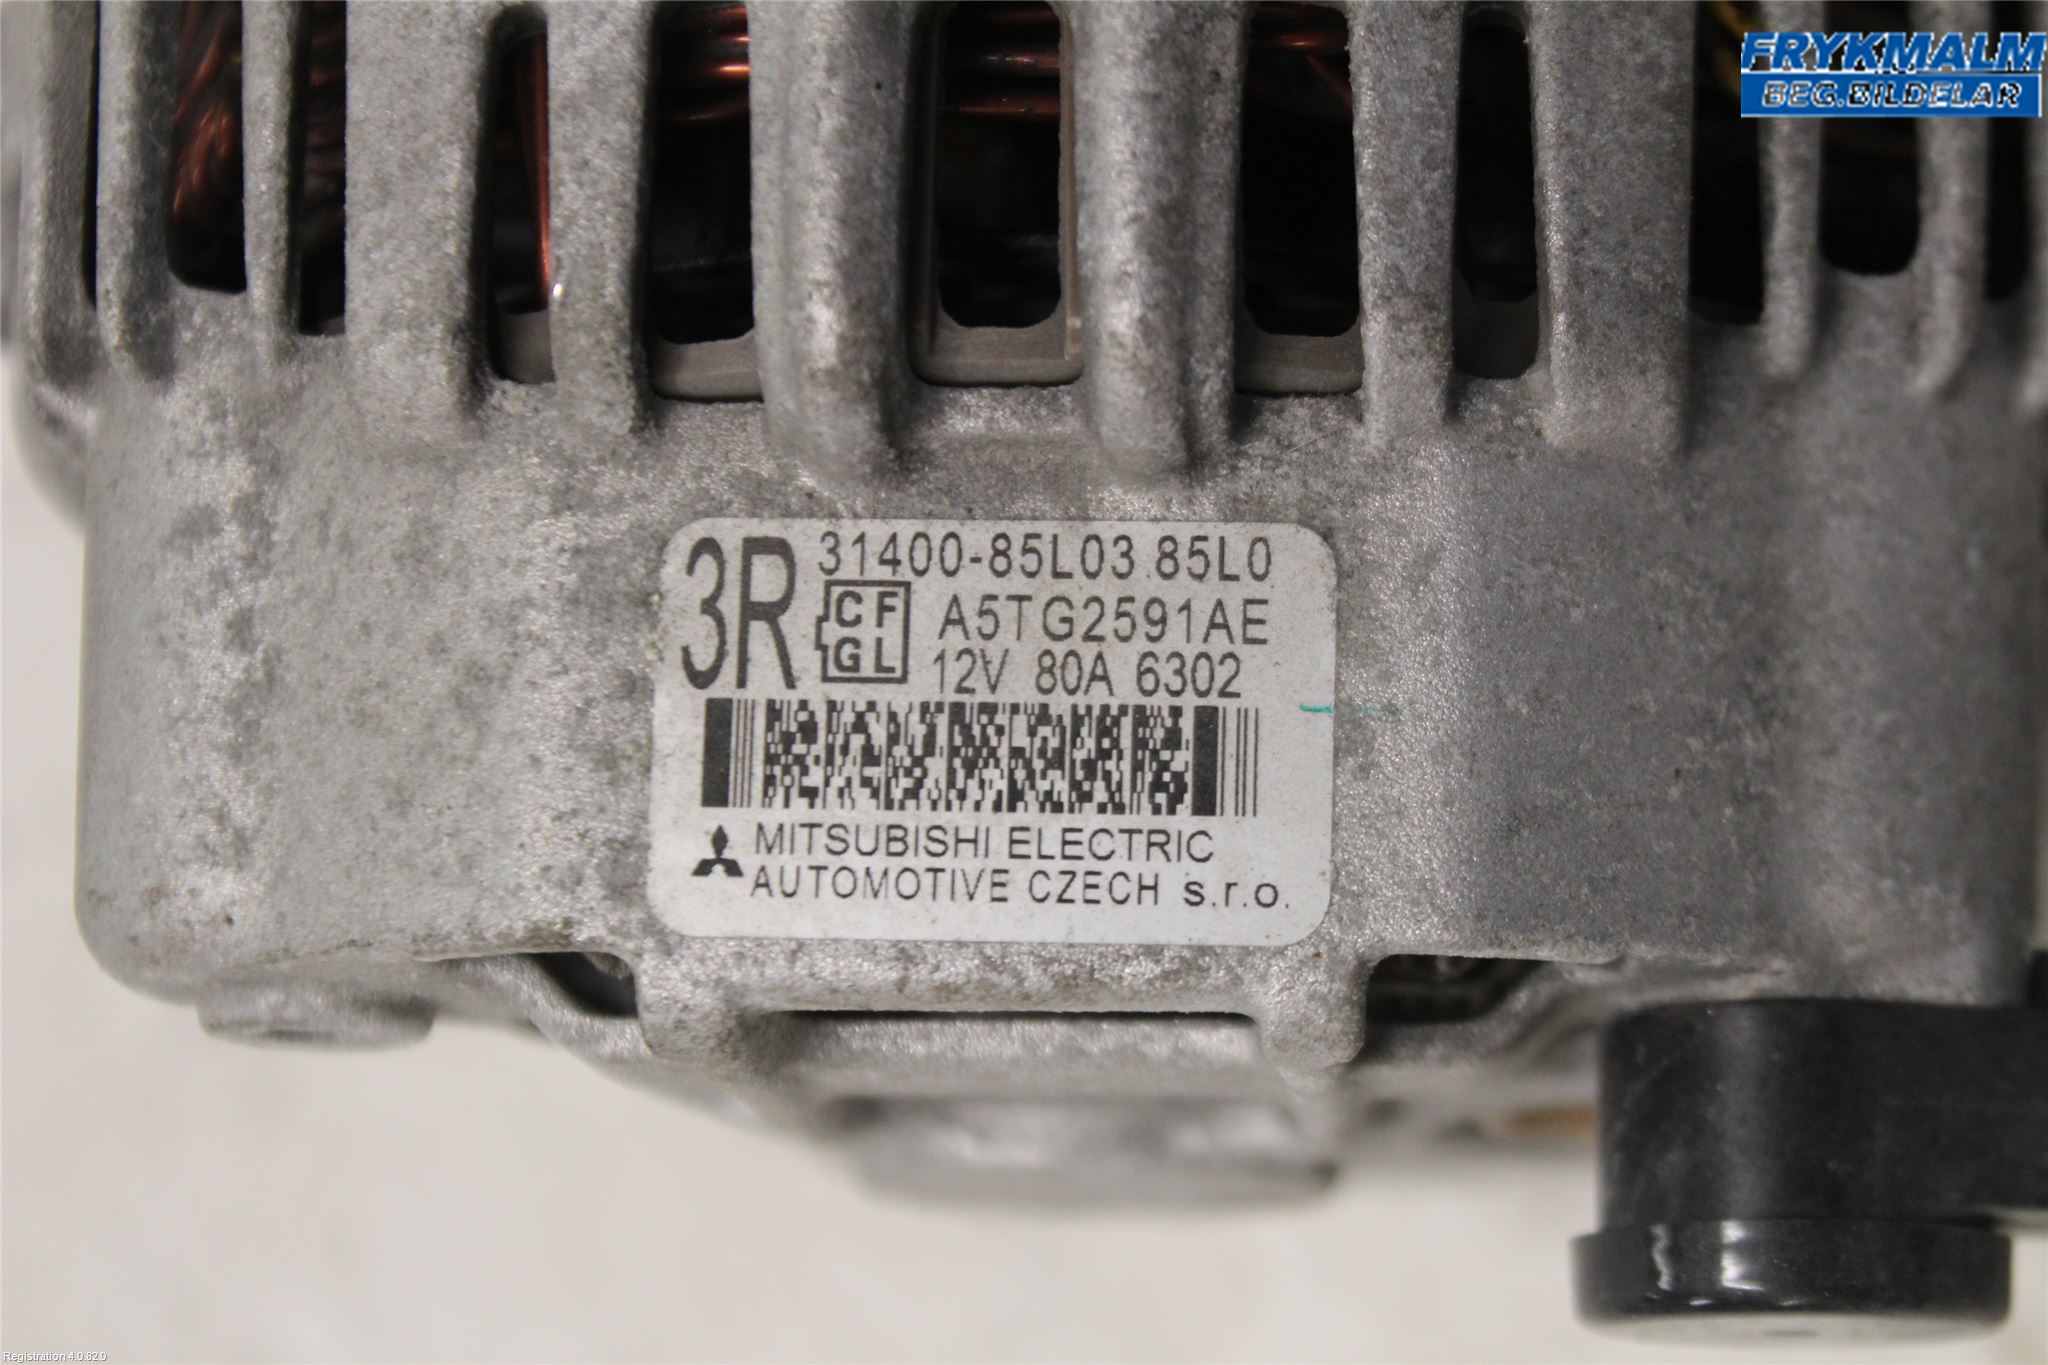 FRYKMALM
BEG.BILDELAR
3R
31400-85L03 85L0
CF
GL
A5TG2591AE
12V 80A 6302
MITSUBISHI ELECTRIC
AUTOMOTIVE CZECH s.r.o.
Registration 4.0.82.0